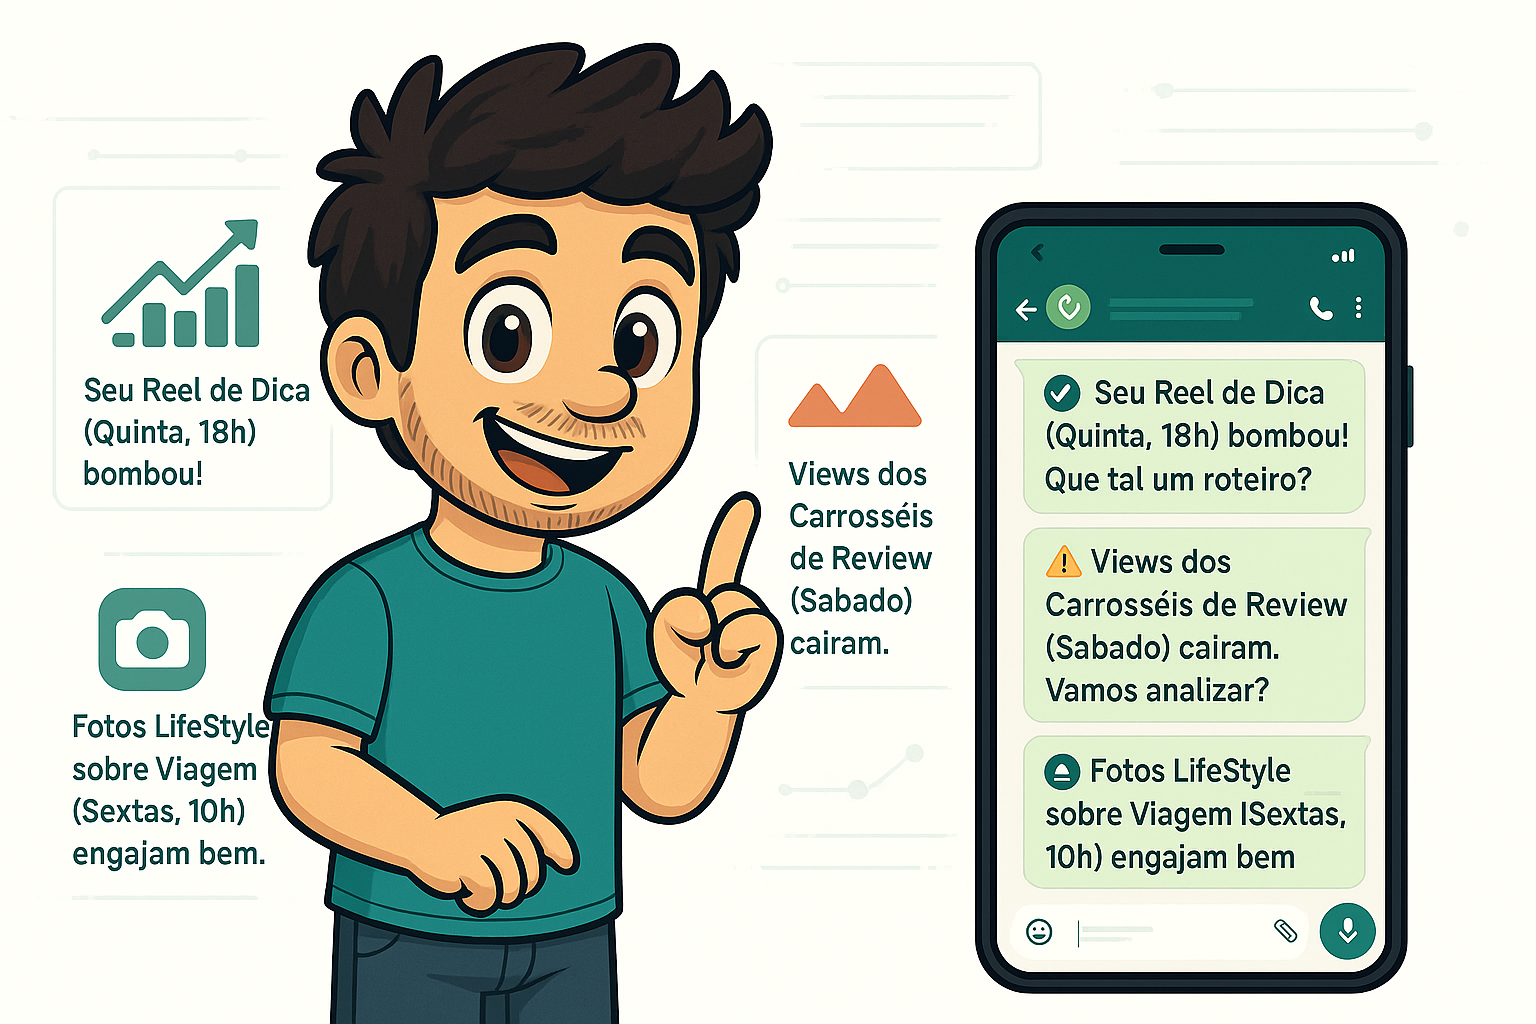 Seu Reel de Dica
(Quinta, 18h)
bombou!
Fotos LifeStyle
sobre Viagem
(Sextas, 10h)
engajam bem.
Views dos
Carrosséis
de Review
(Sabado)
cairam.
Seu Reel de Dica
(Quinta, 18h) bombou!
Que tal um roteiro?
Views dos
Carrosséis de Review
(Sabado) cairam.
Vamos analizar?
Fotos LifeStyle
sobre Viagem ISextas,
10h) engajam bem